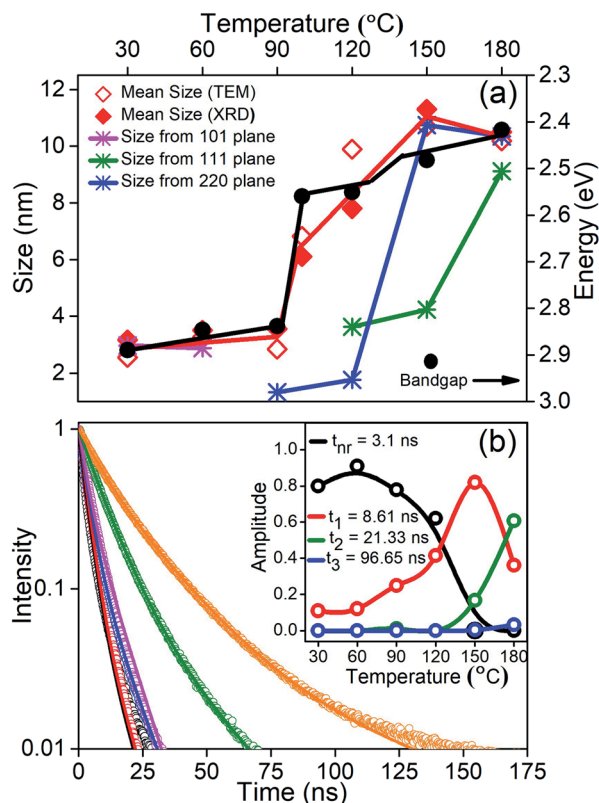 Temperature (°C)
30 60 90 120 150 180
(a)
Mean Size (TEM)
Mean Size (XRD)
Size from 101 plane
Size from 111 plane
Size from 220 plane
12
10
8
6
4
2
Size (nm)
2.3
2.4
2.5
2.6
2.7
2.8
2.9
3.0
Energy (eV)
Bandgap
(b)
1
0.1
0.01
Intensity
0 25 50 75 100 125 150 175
Time (ns)
1.0
0.8
0.6
0.4
0.2
0.0
Amplitude
tnr = 3.1 ns
t1 = 8.61 ns
t2 = 21.33 ns
t3 = 96.65 ns
30 60 90 120 150 180
Temperature (°C)